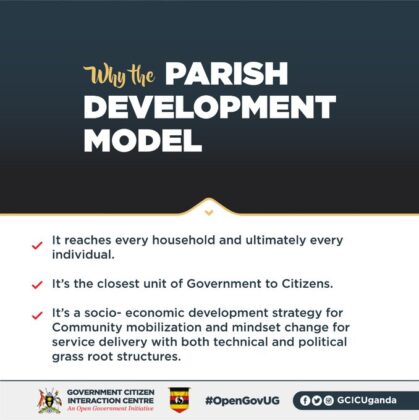 Why the PARISH
DEVELOPMENT
MODEL
It reaches every household and ultimately every
individual.
It's the closest unit of Government to Citizens.
It's a socio- economic development strategy for
Community mobilization and mindset change for
service delivery with both technical and political
grass root structures.
GOVERNMENT CITIZEN
INTERACTION CENTRE
An Open Government Initiative
#OpenGovUG
GCICUganda